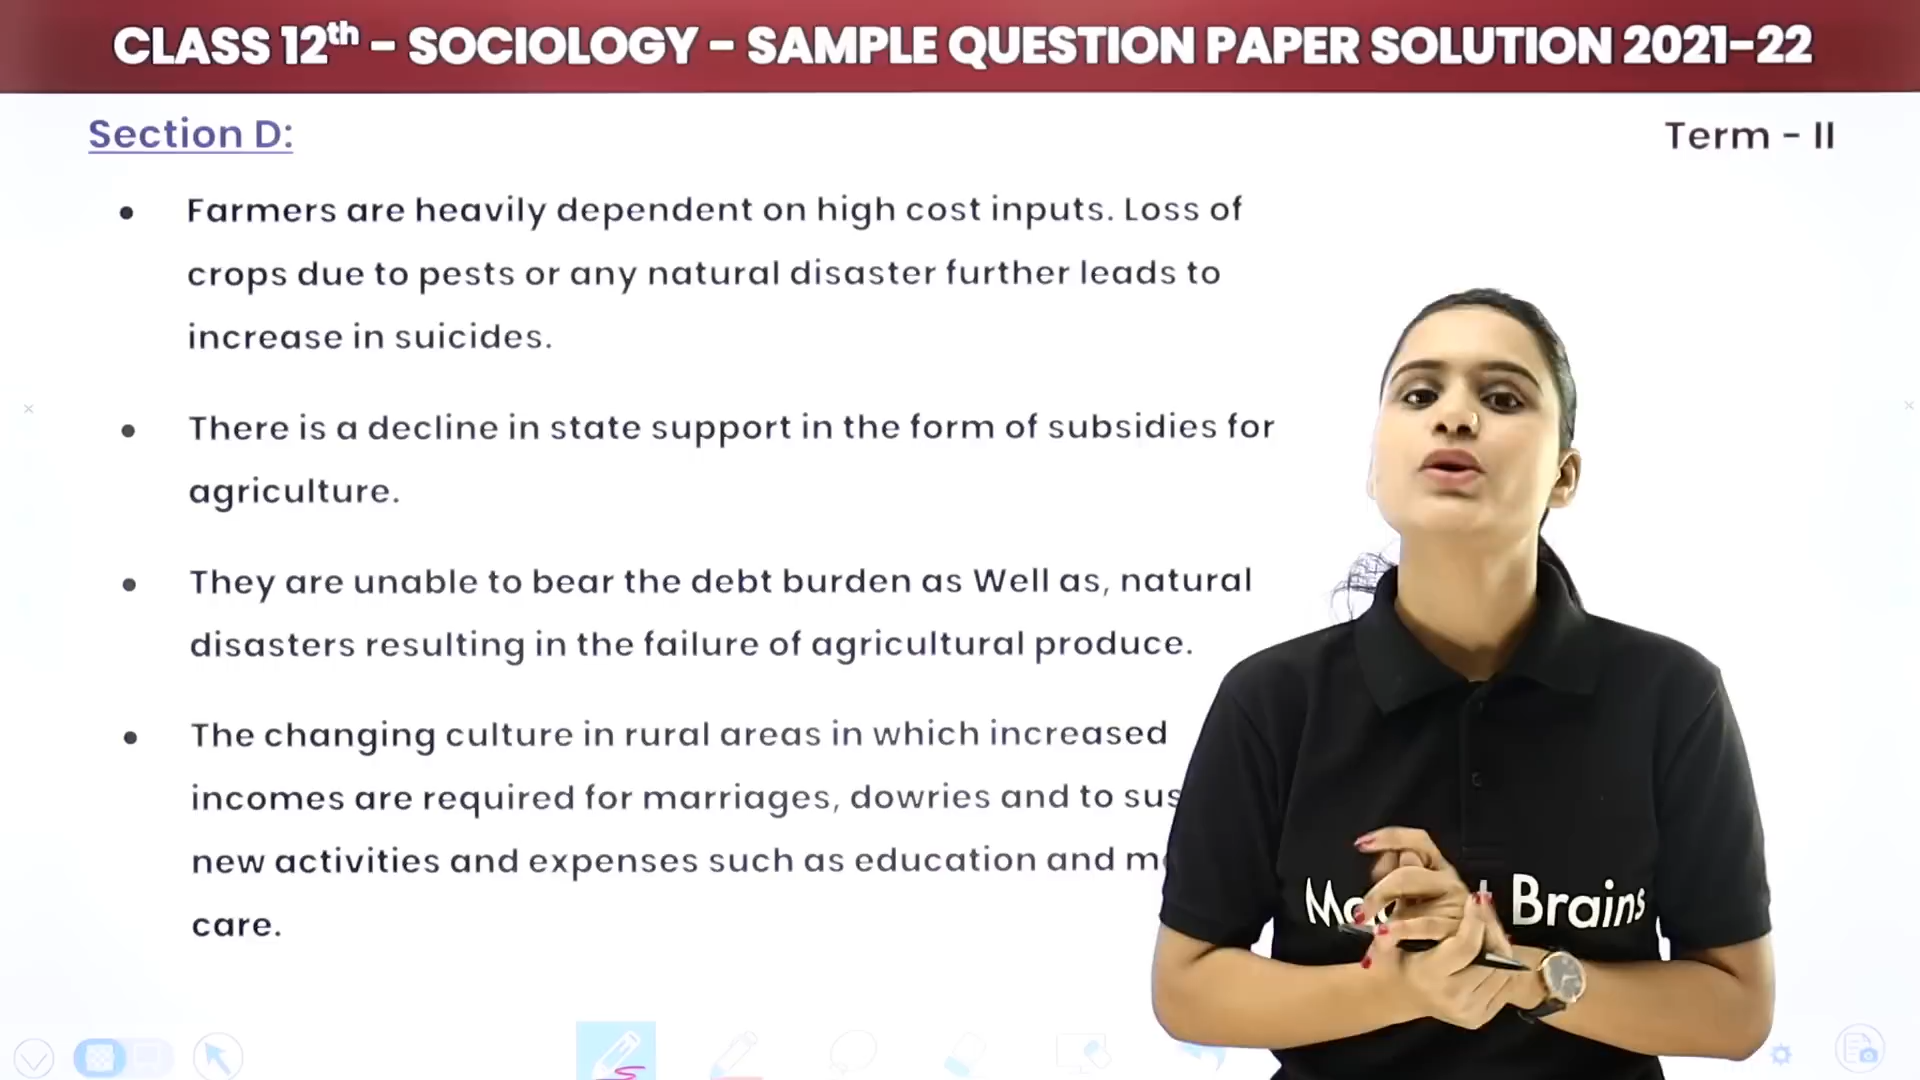 CLASS 12th - SOCIOLOGY - SAMPLE QUESTION PAPER SOLUTION 2021-22
Section D:
Term - II
• Farmers are heavily dependent on high cost inputs. Loss of
crops due to pests or any natural disaster further leads to
increase in suicides.
• There is a decline in state support in the form of subsidies for
agriculture.
• They are unable to bear the debt burden as Well as, natural
disasters resulting in the failure of agricultural produce.
• The changing culture in rural areas in which increased
incomes are required for marriages, dowries and to
new activities and expenses such as education and
care.
Brains